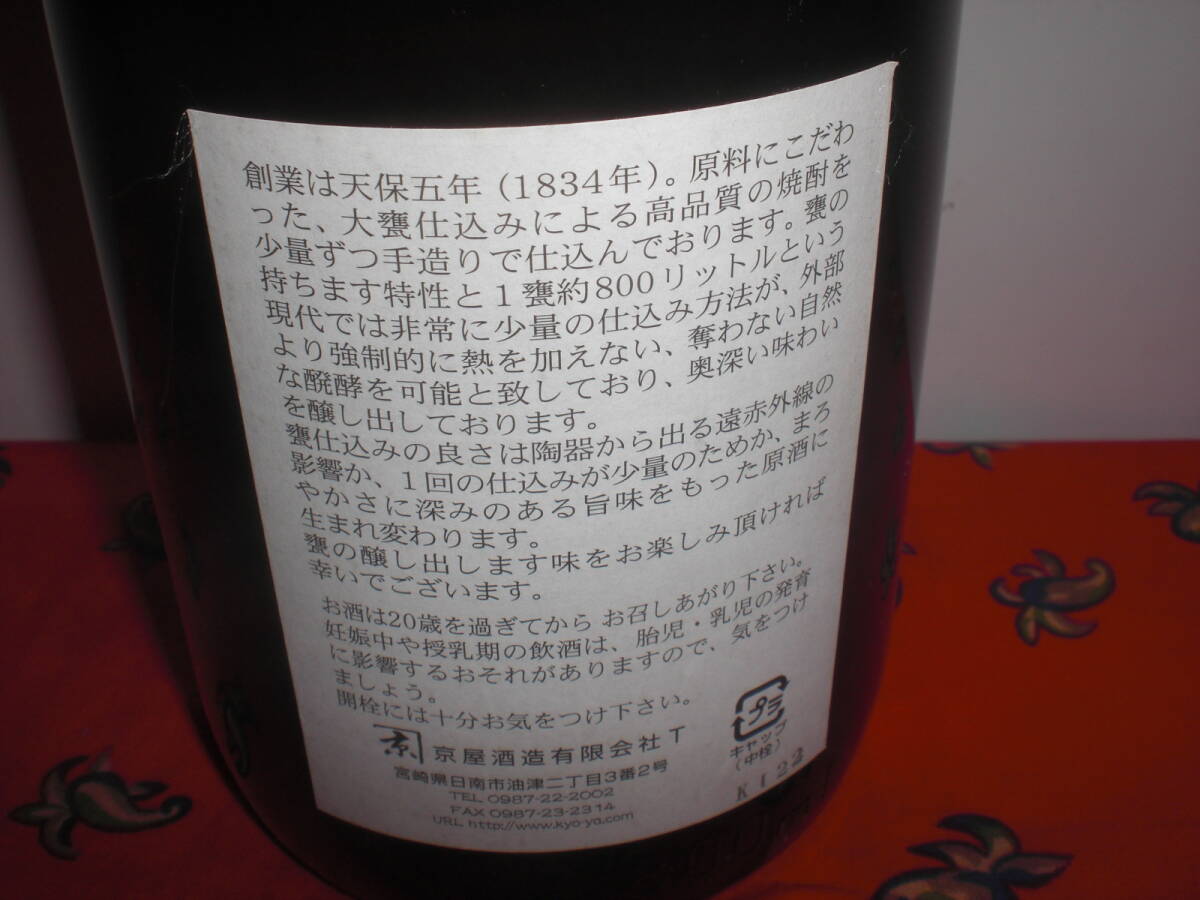 創業は天保五年（1834年）。原料にこだわ
った、大甕仕込みによる高品質の焼酎を
少量ずつ手造りで仕込んでおります。甕の
持ちます特性と1甕約800リットルという
現代では非常に少量の仕込み方法が、外部
より強制的に熱を加えない、奪わない自然
な醗酵を可能と致しており、奥深い味わい
を醸し出しております。
甕仕込みの良さは陶器から出る遠赤外線の
影響か、1回の仕込みが少量のためか、まろ
やかさに深みのある旨味をもった原酒に
生まれ変わります。
甕の醸し出します味をお楽しみ頂ければ
幸いでございます。
お酒は20歳を過ぎてから お召しあがり下さい。
妊娠中や授乳期の飲酒は、胎児・乳児の発育
に影響するおそれがありますので、気をつけ
ましょう。
開栓には十分お気をつけ下さい。
京 京屋酒造有限会社T
宮崎県日南市油津二丁目3番2号
TEL 0987-22-2002
FAX 0987-23-2314
URL http://www.kyo-ya.com
プラ
キャップ
（中栓）
K122